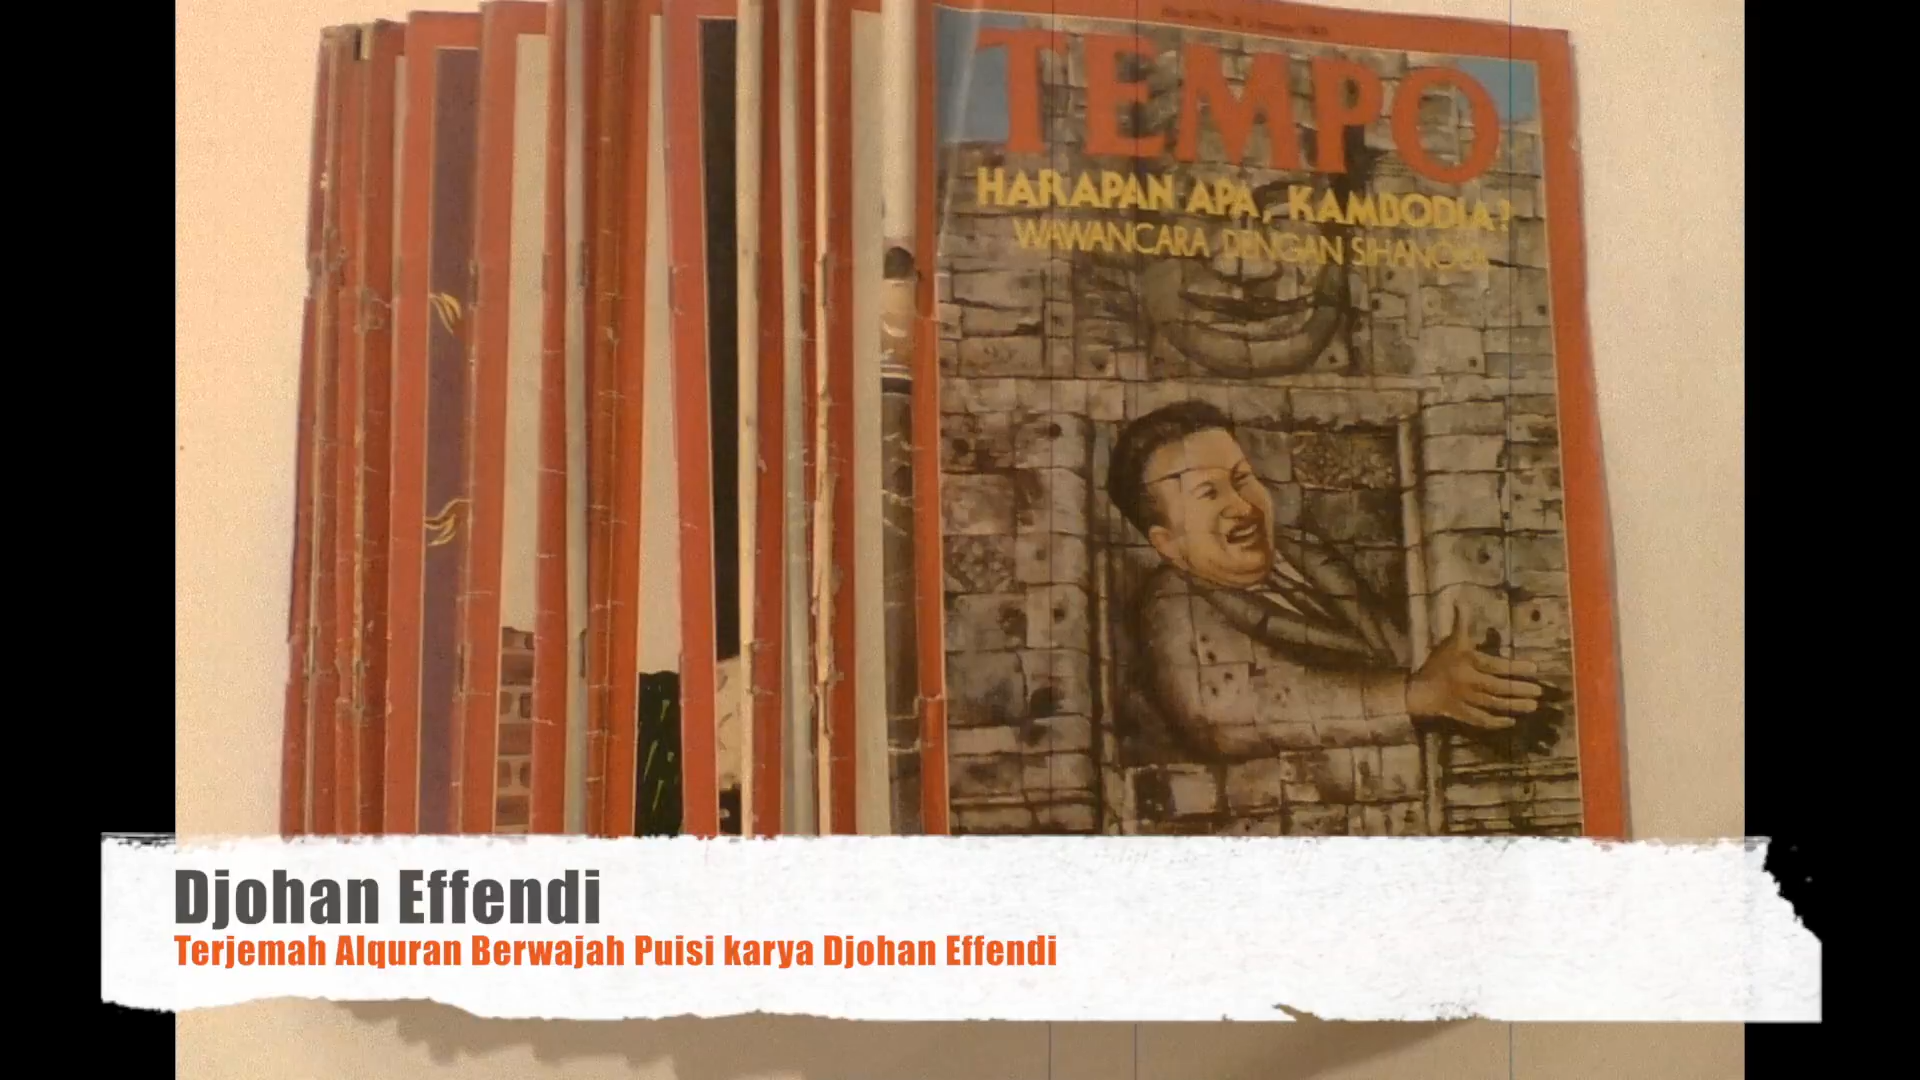 TEMPO
HARAPAN APA, KAMBODIA?
WAWANCARA DENGAN SIHANOUK
Djohan Effendi
Terjemah Alquran Berwajah Puisi karya Djohan Effendi